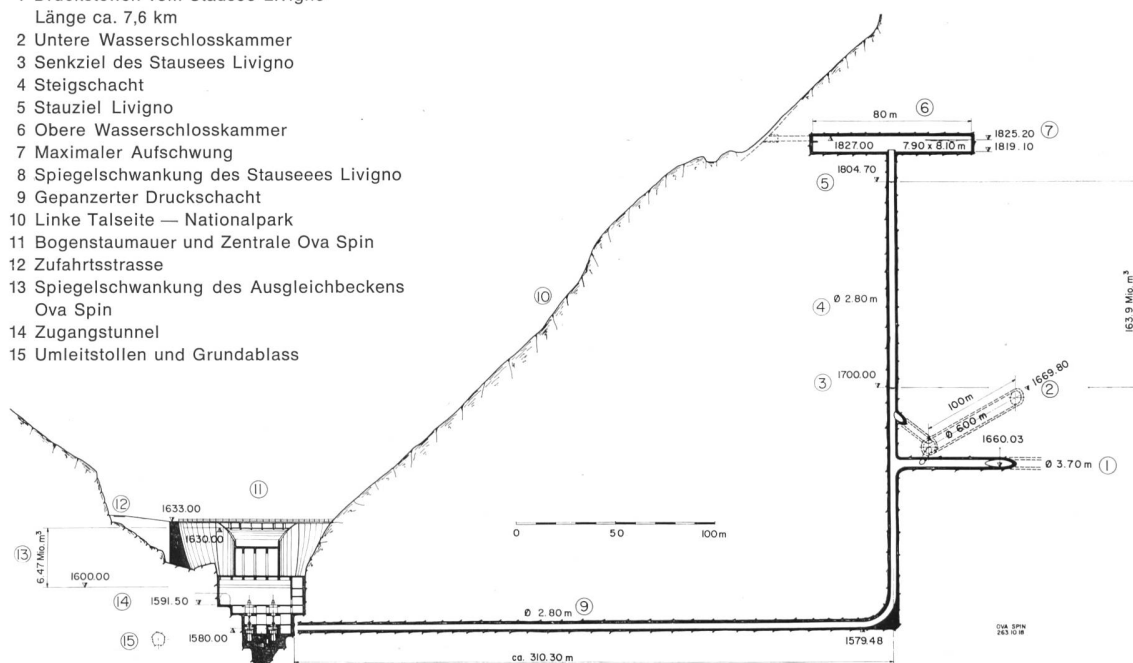 Länge ca. 7,6 km
2 Untere Wasserschlosskammer
3 Senkziel des Stausees Livigno
4 Steigschacht
5 Stauziel Livigno
6 Obere Wasserschlosskammer
7 Maximaler Aufschwung
8 Spiegelschwankung des Stauseees Livigno
9 Gepanzerter Druckschacht
10 Linke Talseite — Nationalpark
11 Bogenstaumauer und Zentrale Ova Spin
12 Zufahrtsstrasse
13 Spiegelschwankung des Ausgleichbeckens
Ova Spin
14 Zugangstunnel
15 Umleitstollen und Grundablass
6
80 m
1825.20 7
1827.00 7.90 x 8.10 m 1819.10
1804.70
5
10
4 Ø 2.80 m
163.9 Mio. m³
3 1700.00
1669.80
2
100 m
Ø 600 m
1660.03
Ø 3.70 m 1
11
12
1633.00
1630.00
13
6.47 Mio. m³
1600.00
0 50 100 m
14 1591.50
Ø 2.80 m 9
15 1580.00
1579.48
OVA SPIN
263 10 18
ca. 310.30 m